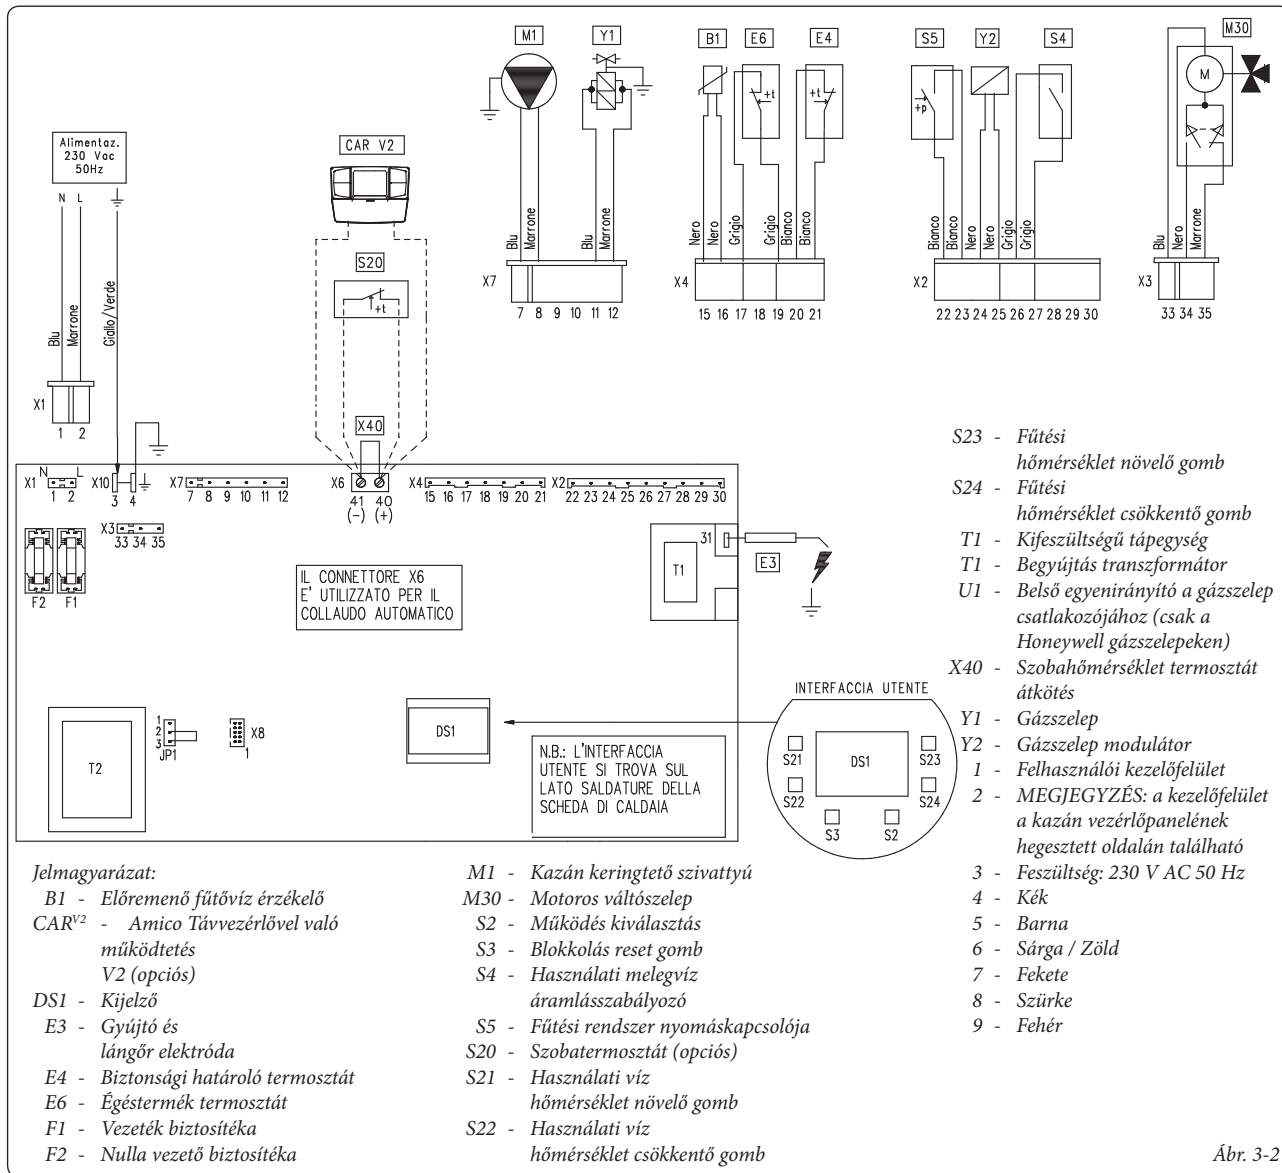 M1 Y1 B1 E6 E4 S5 Y2 S4 M30
M
+t +t +p
Alimentaz.
230 Vac
50Hz
N L
CAR V2
S20
+t
X40
Blu
Marrone
Giallo/Verde
X1
1 2
Blu
Marrone
Blu
Marrone
X7
7 8 9 10 11 12
Nero
Nero
Grigio
Grigio
Bianco
Bianco
X4
15 16 17 18 19 20 21
Bianco
Bianco
Nero
Nero
Grigio
Grigio
X2
22 23 24 25 26 27 28 29 30
Blu
Nero
Marrone
X3
33 34 35
X1 N L
1 2
X10
3 4
X7
7 8 9 10 11 12
X6
41 40
(-) (+)
X4
15 16 17 18 19 20 21
X2
22 23 24 25 26 27 28 29 30
X3
33 34 35
F2 F1
IL CONNETTORE X6
E' UTILIZZATO PER IL
COLLAUDO AUTOMATICO
T1
31
E3
T2
1
2
3
JP1
X8
1
DS1
N.B.: L'INTERFACCIA
UTENTE SI TROVA SUL
LATO SALDATURE DELLA
SCHEDA DI CALDAIA
INTERFACCIA UTENTE
S21 DS1 S23
S22 S24
S3 S2
Jelmagyarázat:
B1 - Előremenő fűtővíz érzékelő
CARV2 - Amico Távvezérlővel való
működtetés
V2 (opciós)
DS1 - Kijelző
E3 - Gyújtó és
lángőr elektróda
E4 - Biztonsági határoló termosztát
E6 - Égéstermék termosztát
F1 - Vezeték biztosítéka
F2 - Nulla vezető biztosítéka
M1 - Kazán keringtető szivattyú
M30 - Motoros váltószelep
S2 - Működés kiválasztás
S3 - Blokkolás reset gomb
S4 - Használati melegvíz
áramlásszabályozó
S5 - Fűtési rendszer nyomáskapcsolója
S20 - Szobatermosztát (opciós)
S21 - Használati víz
hőmérséklet növelő gomb
S22 - Használati víz
hőmérséklet csökkentő gomb
S23 - Fűtési
hőmérséklet növelő gomb
S24 - Fűtési
hőmérséklet csökkentő gomb
T1 - Kifeszültségű tápegység
T1 - Begyújtás transzformátor
U1 - Belső egyenirányító a gázszelep
csatlakozójához (csak a
Honeywell gázszelepeken)
X40 - Szobahőmérséklet termosztát
átkötés
Y1 - Gázszelep
Y2 - Gázszelep modulátor
1 - Felhasználói kezelőfelület
2 - MEGJEGYZÉS: a kezelőfelület
a kazán vezérlőpanelének
hegesztett oldalán található
3 - Feszültség: 230 V AC 50 Hz
4 - Kék
5 - Barna
6 - Sárga / Zöld
7 - Fekete
8 - Szürke
9 - Fehér
Ábr. 3-2